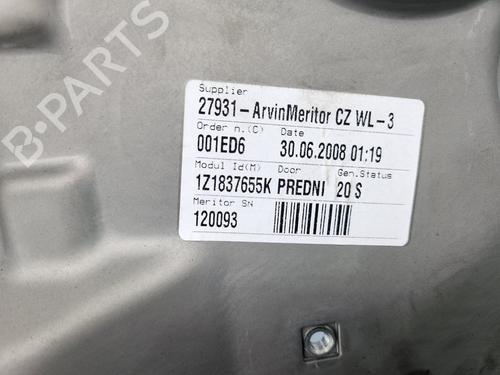 B-PARTS
Supplier
27931-ArvinMeritor CZ WL-3
Order n.(C) Date
001ED6 30.06.2008 01:19
Modul Id(M) Door Gen.Status
1Z1837655K PREDNI 20 S
Meritor SN
120093